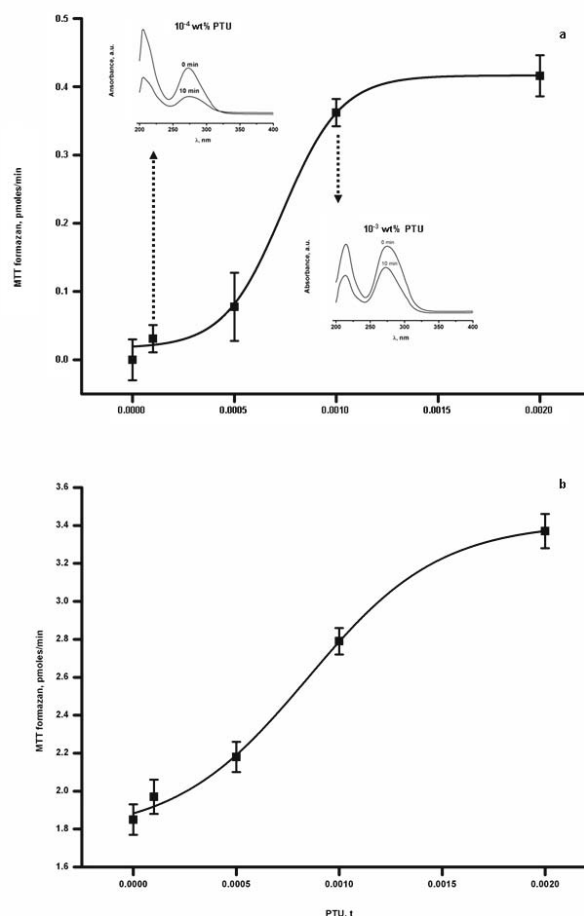 10-4 wt% PTU
a
Ansorbance, a.u.
0 min
10 min
200 250 300 350 400
λ, nm
0.4
0.3
0.2
0.1
0.0
MTT formazan, pmoles/min
10-3 wt% PTU
Absorbance, a.u.
0 min
10 min
200 250 300 350 400
λ, nm
0.0000 0.0005 0.0010 0.0015 0.0020
b
3.6
3.4
3.2
3.0
2.8
2.6
2.4
2.2
2.0
1.8
1.6
MTT formazan, pmoles/min
0.0000 0.0005 0.0010 0.0015 0.0020
PTU, t